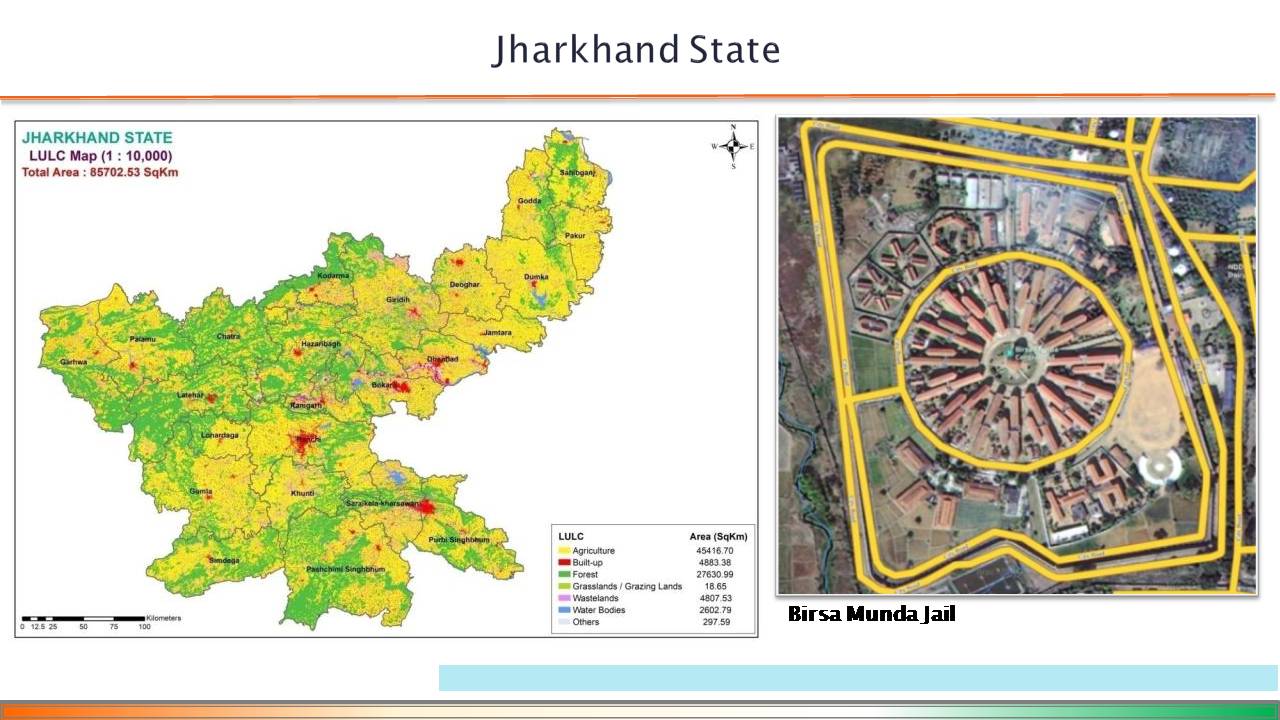 Jharkhand State
JHARKHAND STATE
LULC Map (1 : 10,000)
Total Area : 85702.53 SqKm
N
W E
S
Sahibganj
Godda
Pakur
Kodarma
Dumka
Deoghar
Giridih
Jamtara
Palamu
Chatra
Hazaribagh
Garhwa
Dhanbad
Bokaro
Latehar
Ramgarh
Lohardaga
Ranchi
Gumla
Khunti
Saraikela-kharsawan
Purbi Singhbhum
Simdega
Pashchimi Singhbhum
LULC Area (SqKm)
Agriculture 45416.70
Built-up 4883.38
Forest 27630.99
Grasslands / Grazing Lands 18.65
Wastelands 4807.53
Water Bodies 2602.79
Others 297.59
Kilometers
0 12.5 25 50 75 100
Birsa Munda Jail